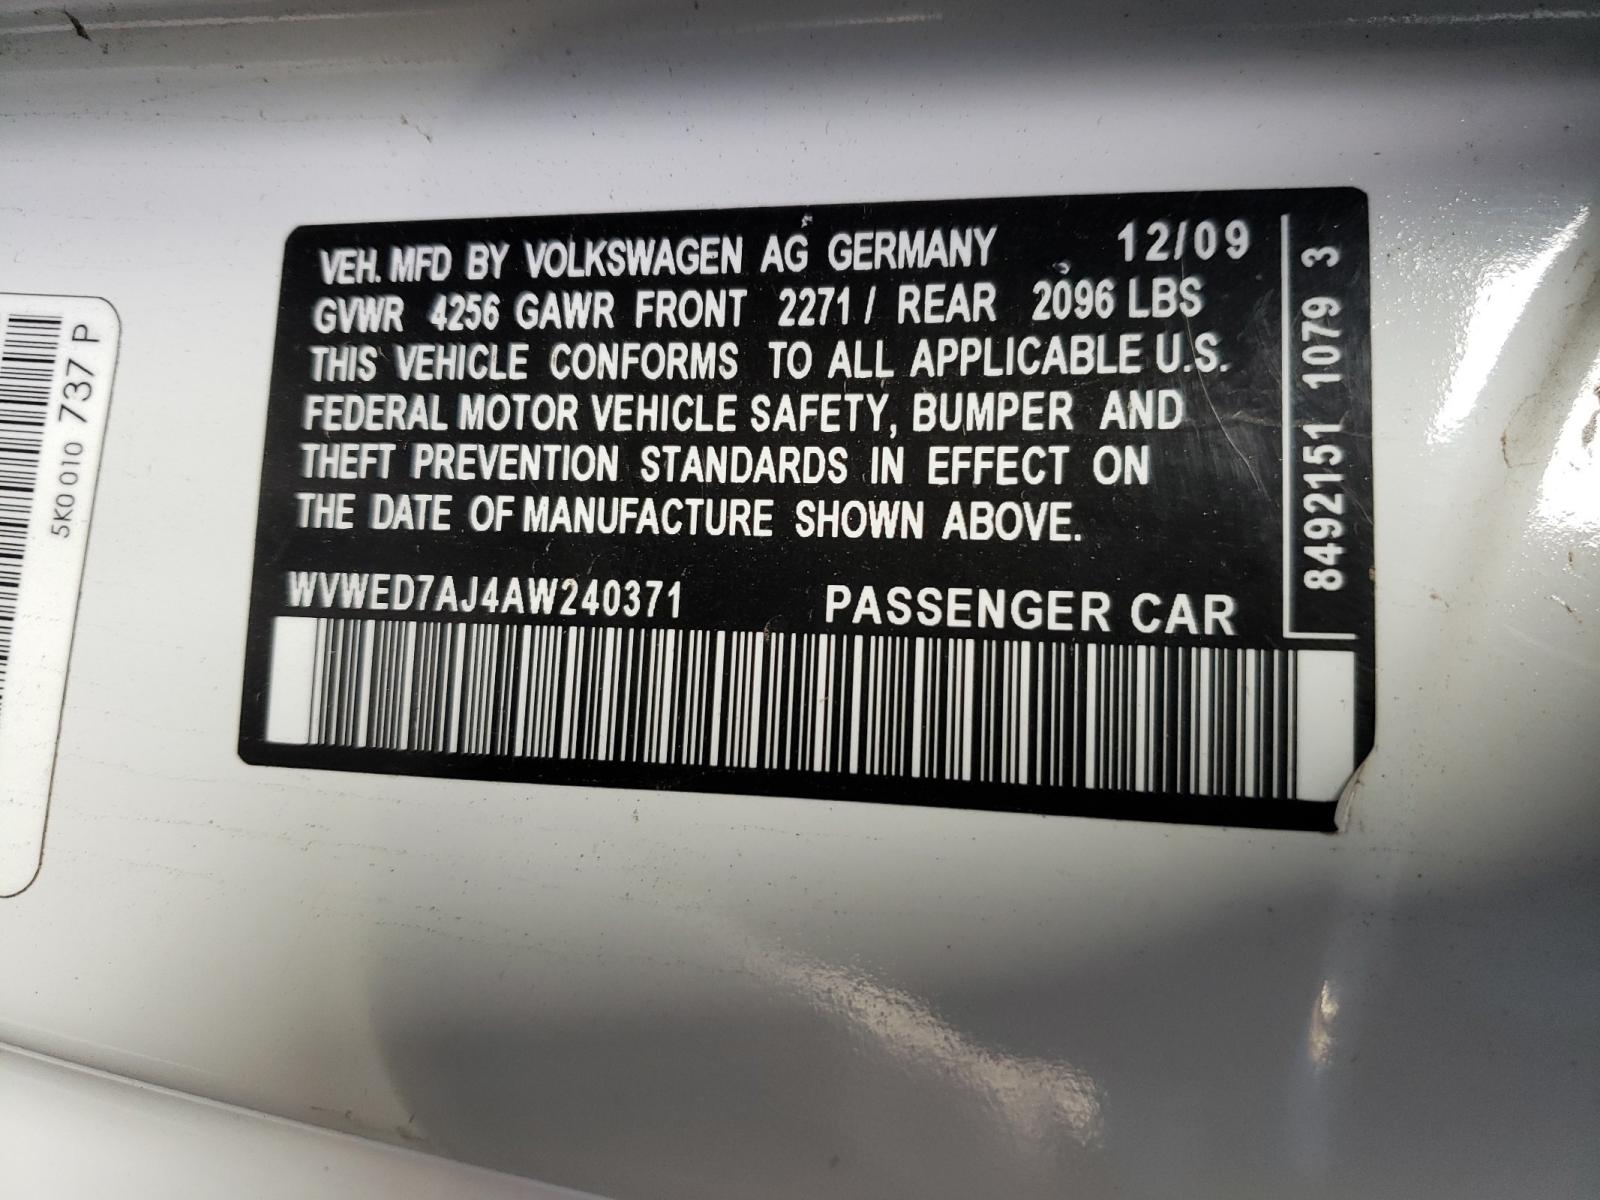 VEH. MFD BY VOLKSWAGEN AG GERMANY 12/09
GVWR 4256 GAWR FRONT 2271 / REAR 2096 LBS
THIS VEHICLE CONFORMS TO ALL APPLICABLE U.S.
FEDERAL MOTOR VEHICLE SAFETY, BUMPER AND
THEFT PREVENTION STANDARDS IN EFFECT ON
THE DATE OF MANUFACTURE SHOWN ABOVE.
WVWED7AJ4AW240371 PASSENGER CAR
8492151 1079 3
5K0 010 737 P